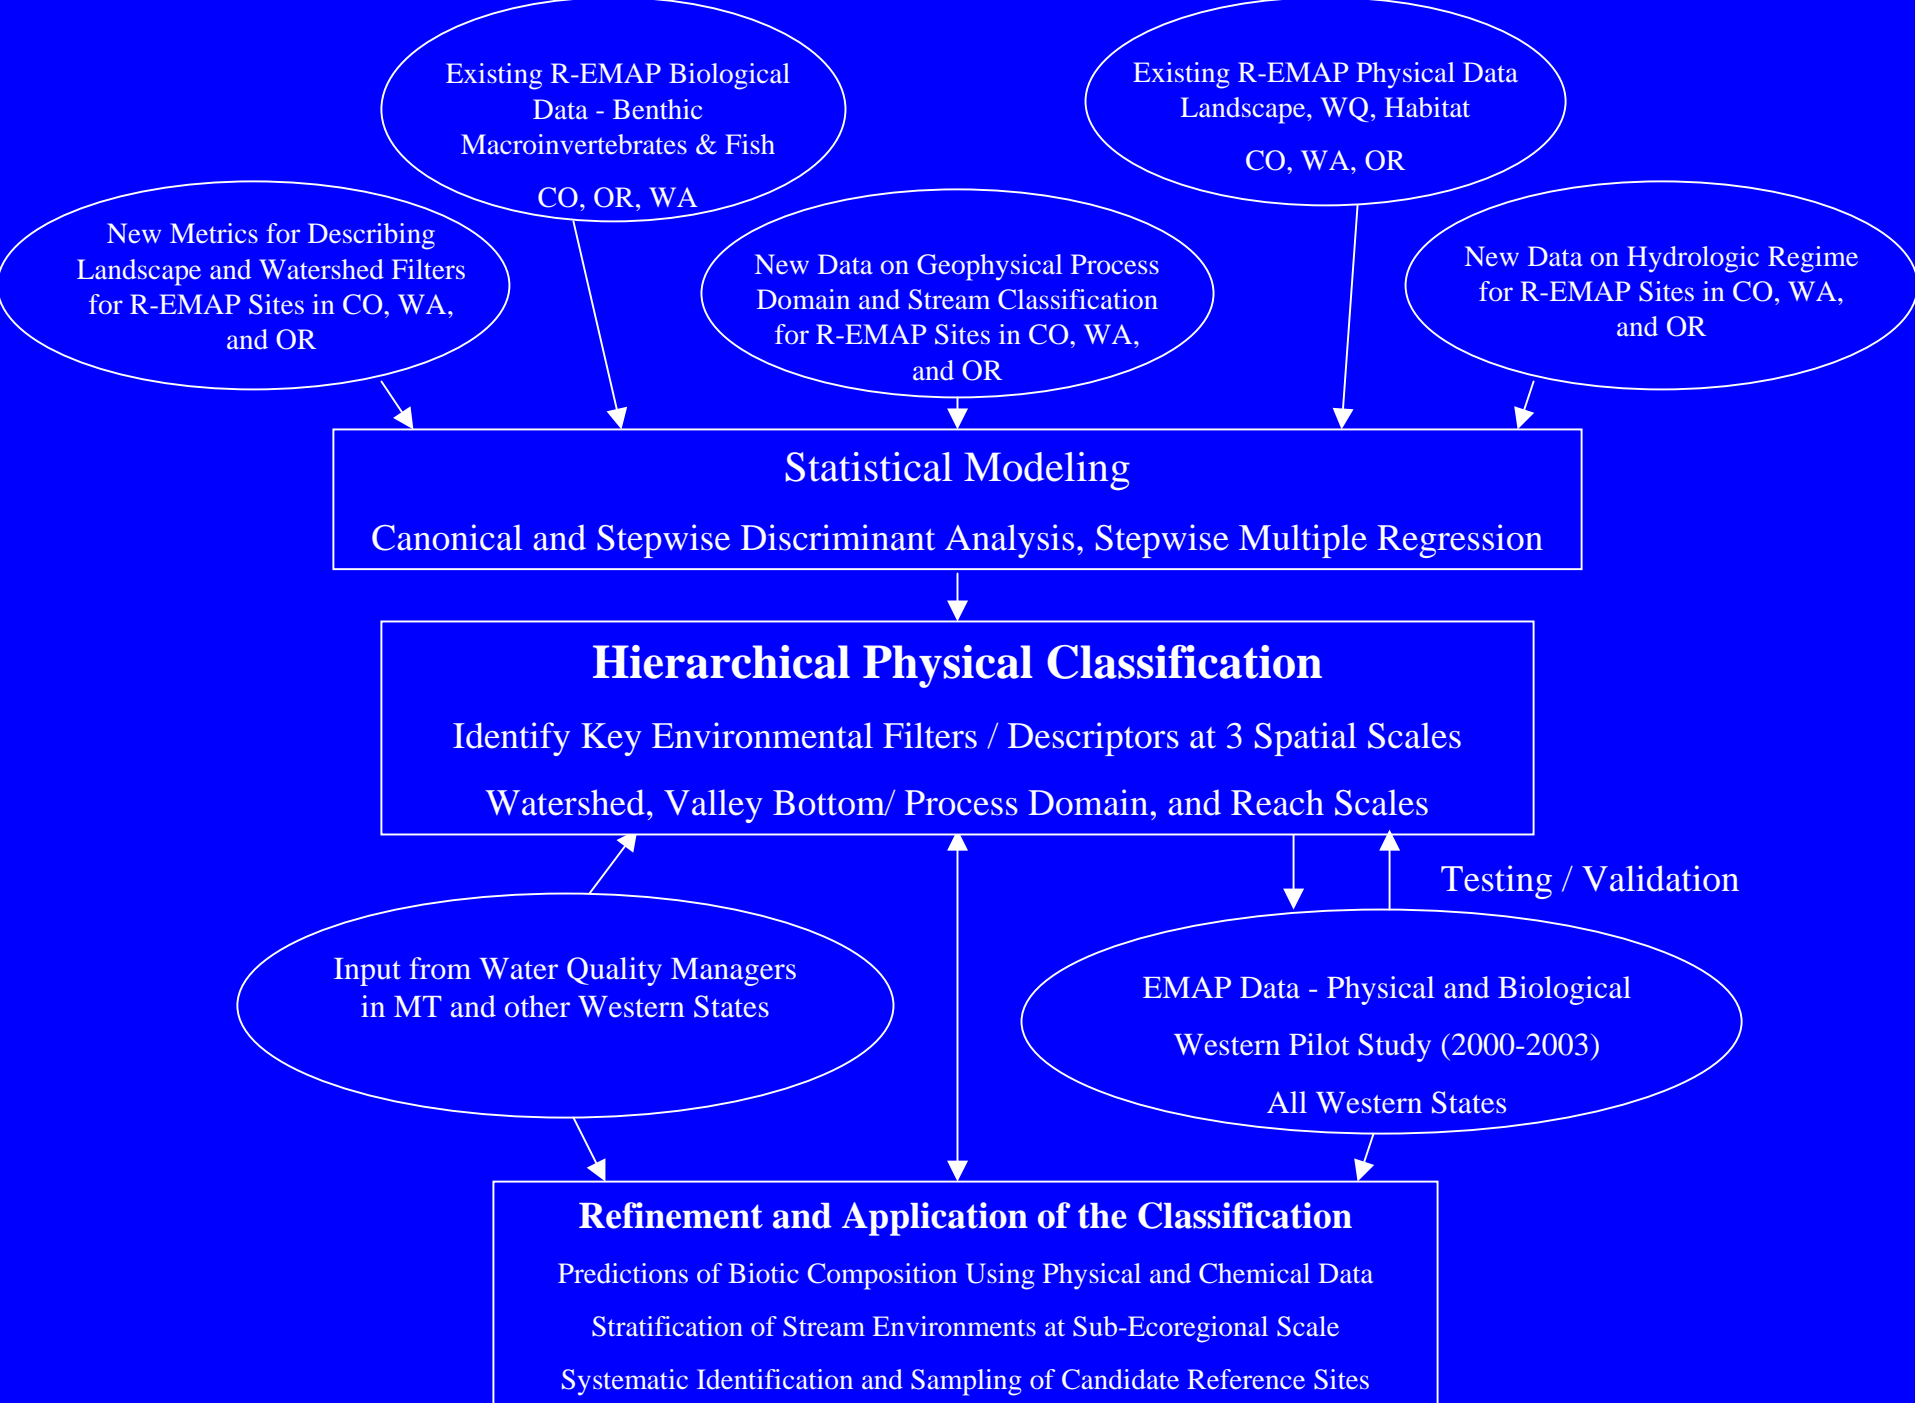 Existing R-EMAP Biological
Data - Benthic
Macroinvertebrates & Fish
CO, OR, WA
Existing R-EMAP Physical Data
Landscape, WQ, Habitat
CO, WA, OR
New Metrics for Describing
Landscape and Watershed Filters
for R-EMAP Sites in CO, WA,
and OR
New Data on Geophysical Process
Domain and Stream Classification
for R-EMAP Sites in CO, WA,
and OR
New Data on Hydrologic Regime
for R-EMAP Sites in CO, WA,
and OR
Statistical Modeling
Canonical and Stepwise Discriminant Analysis, Stepwise Multiple Regression
Hierarchical Physical Classification
Identify Key Environmental Filters / Descriptors at 3 Spatial Scales
Watershed, Valley Bottom/ Process Domain, and Reach Scales
Testing / Validation
Input from Water Quality Managers
in MT and other Western States
EMAP Data - Physical and Biological
Western Pilot Study (2000-2003)
All Western States
Refinement and Application of the Classification
Predictions of Biotic Composition Using Physical and Chemical Data
Stratification of Stream Environments at Sub-Ecoregional Scale
Systematic Identification and Sampling of Candidate Reference Sites